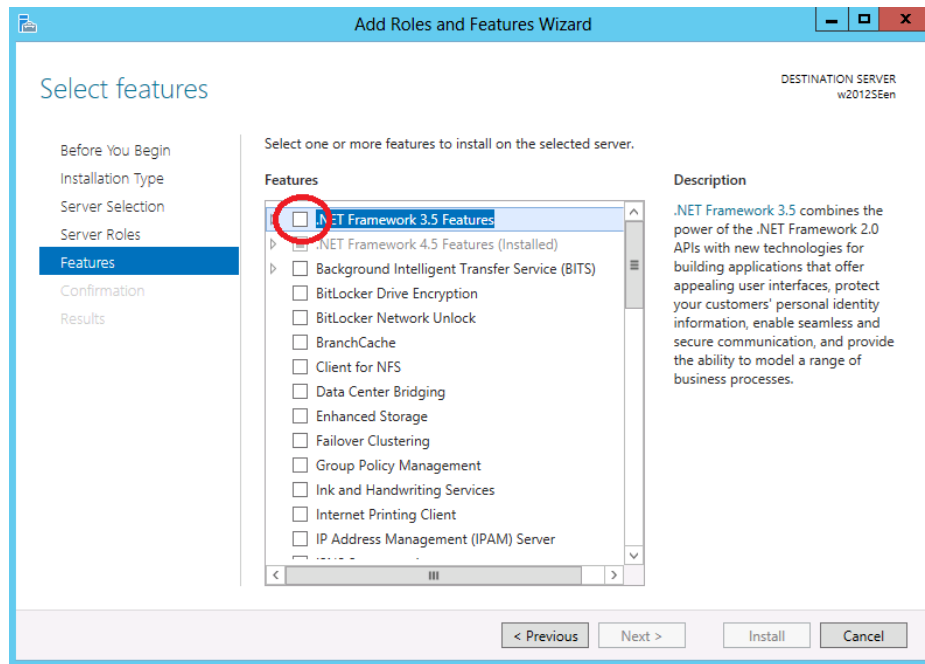 Add Roles and Features Wizard
Select features
DESTINATION SERVER
w2012SEen
Before You Begin
Installation Type
Server Selection
Server Roles
Features
Confirmation
Results
Select one or more features to install on the selected server.
Features
.NET Framework 3.5 Features
.NET Framework 4.5 Features (Installed)
Background Intelligent Transfer Service (BITS)
BitLocker Drive Encryption
BitLocker Network Unlock
BranchCache
Client for NFS
Data Center Bridging
Enhanced Storage
Failover Clustering
Group Policy Management
Ink and Handwriting Services
Internet Printing Client
IP Address Management (IPAM) Server
Description
.NET Framework 3.5 combines the
power of the .NET Framework 2.0
APIs with new technologies for
building applications that offer
appealing user interfaces, protect
your customers' personal identity
information, enable seamless and
secure communication, and provide
the ability to model a range of
business processes.
< Previous
Next >
Install
Cancel